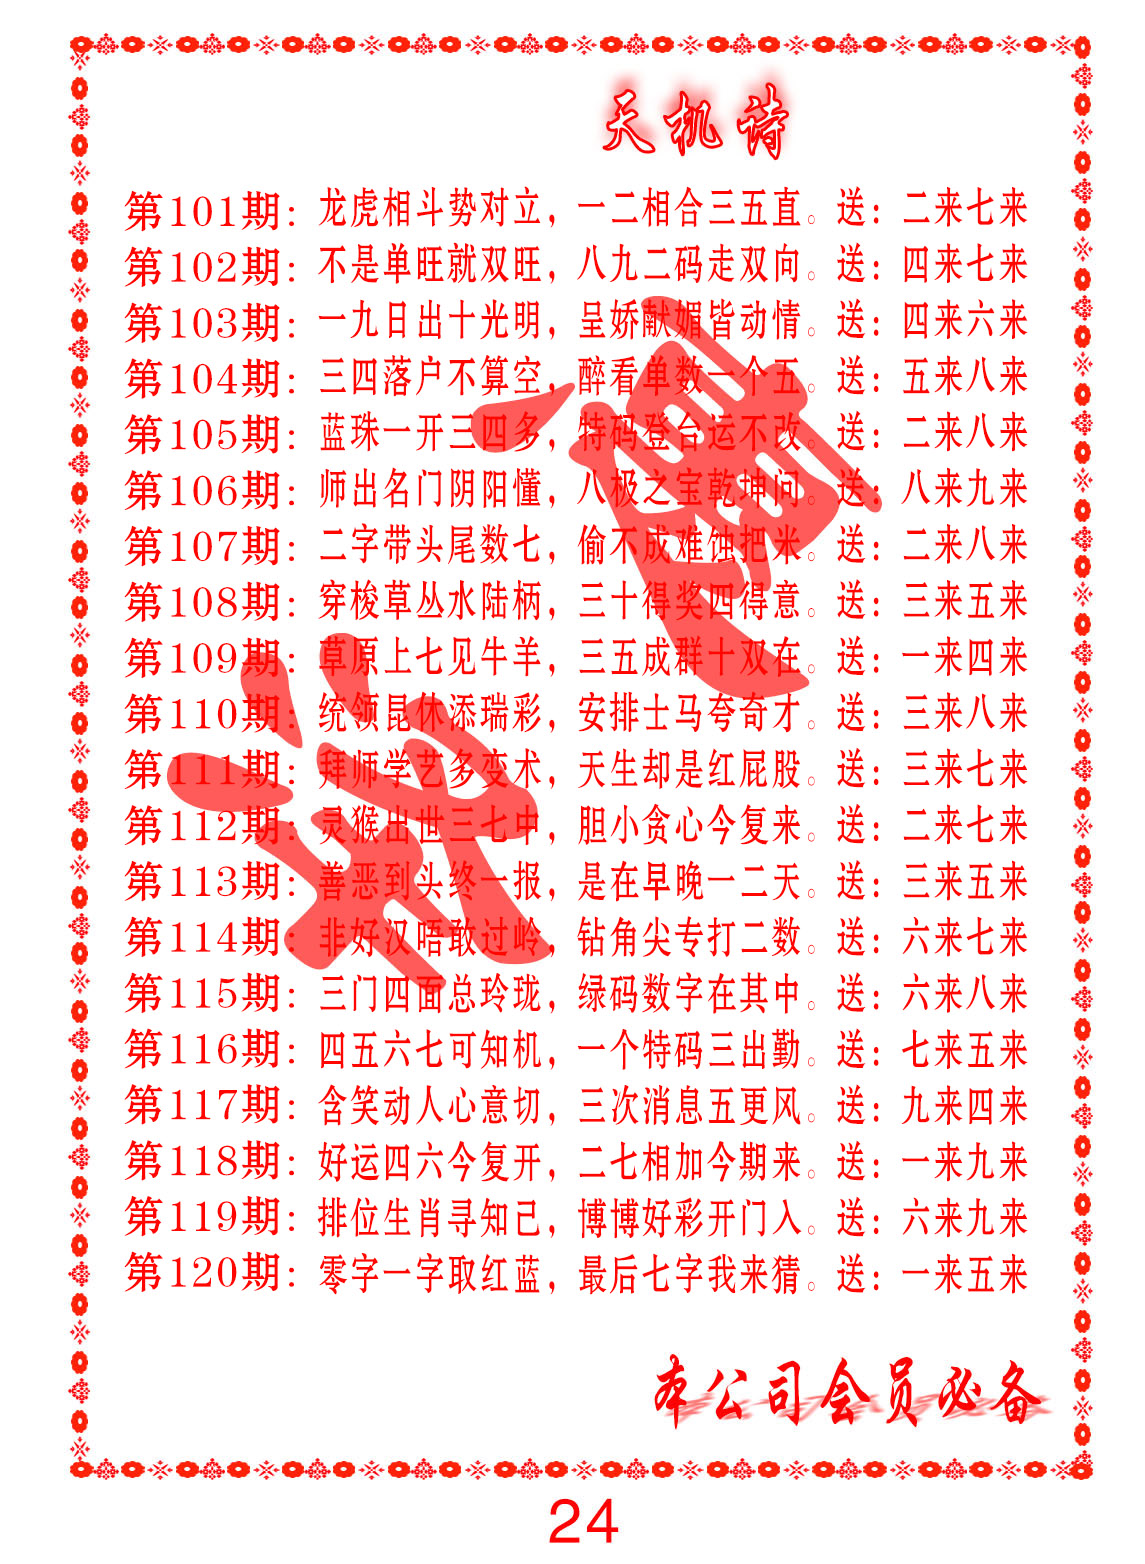 天机诗
第101期：龙虎相斗势对立，一二相合三五直。送：二来七来
第102期：不是单旺就双旺，八九二码走双向。送：四来七来
第103期：一九日出十光明，呈娇献媚皆动情。送：四来六来
第104期：三四落户不算空，醉看单数一个五。送：五来八来
第105期：蓝珠一开三四多，特码登台运不改。送：二来八来
第106期：师出名门阴阳懂，八极之宝乾坤问。送：八来九来
第107期：二字带头尾数七，偷不成难蚀把米。送：二来八来
第108期：穿梭草丛水陆柄，三十得奖四得意。送：三来五来
第109期：草原上七见牛羊，三五成群十双在。送：一来四来
第110期：统领昆休添瑞彩，安排士马夸奇才。送：三来八来
第111期：拜师学艺多变术，天生却是红屁股。送：三来七来
第112期：灵猴出世三七中，胆小贪心今复来。送：二来七来
第113期：善恶到头终一报，是在早晚一二天。送：三来五来
第114期：非好汉唔敢过岭，钻角尖专打二数。送：六来七来
第115期：三门四面总玲珑，绿码数字在其中。送：六来八来
第116期：四五六七可知机，一个特码三出勤。送：七来五来
第117期：含笑动人心意切，三次消息五更风。送：九来四来
第118期：好运四六今复开，二七相加今期来。送：一来九来
第119期：排位生肖寻知己，博博好彩开门入。送：六来九来
第120期：零字一字取红蓝，最后七字我来猜。送：一来五来
本公司会员必备
24